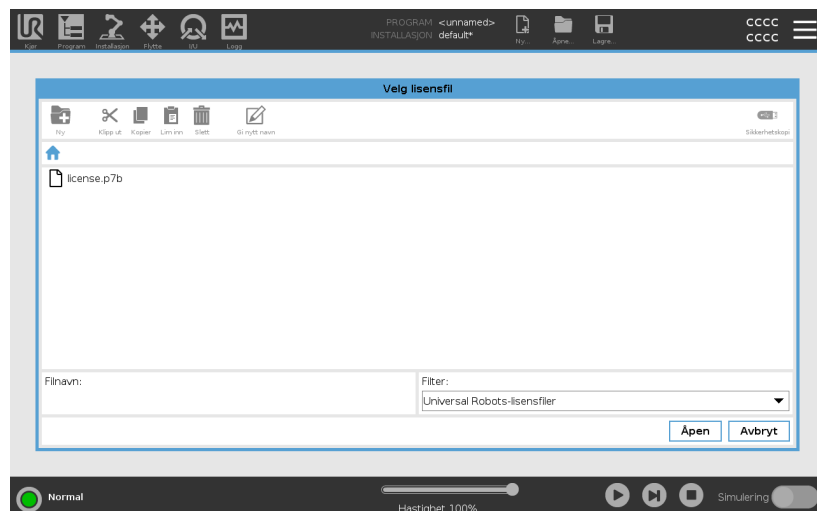 UR
PROGRAM <unnamed>
INSTALLASJON default*
CCCC
CCCC
Kjør Program Installasjon Flytte I/U Logg Ny... Åpne... Lagre...
Velg lisensfil
Ny Klipp ut Kopier Lim inn Slett Gi nytt navn Sikkerhetskopi
license.p7b
Filnavn: Filter:
Universal Robots-lisensfiler
Åpen Avbryt
Normal Simulering
Hastighet 100%